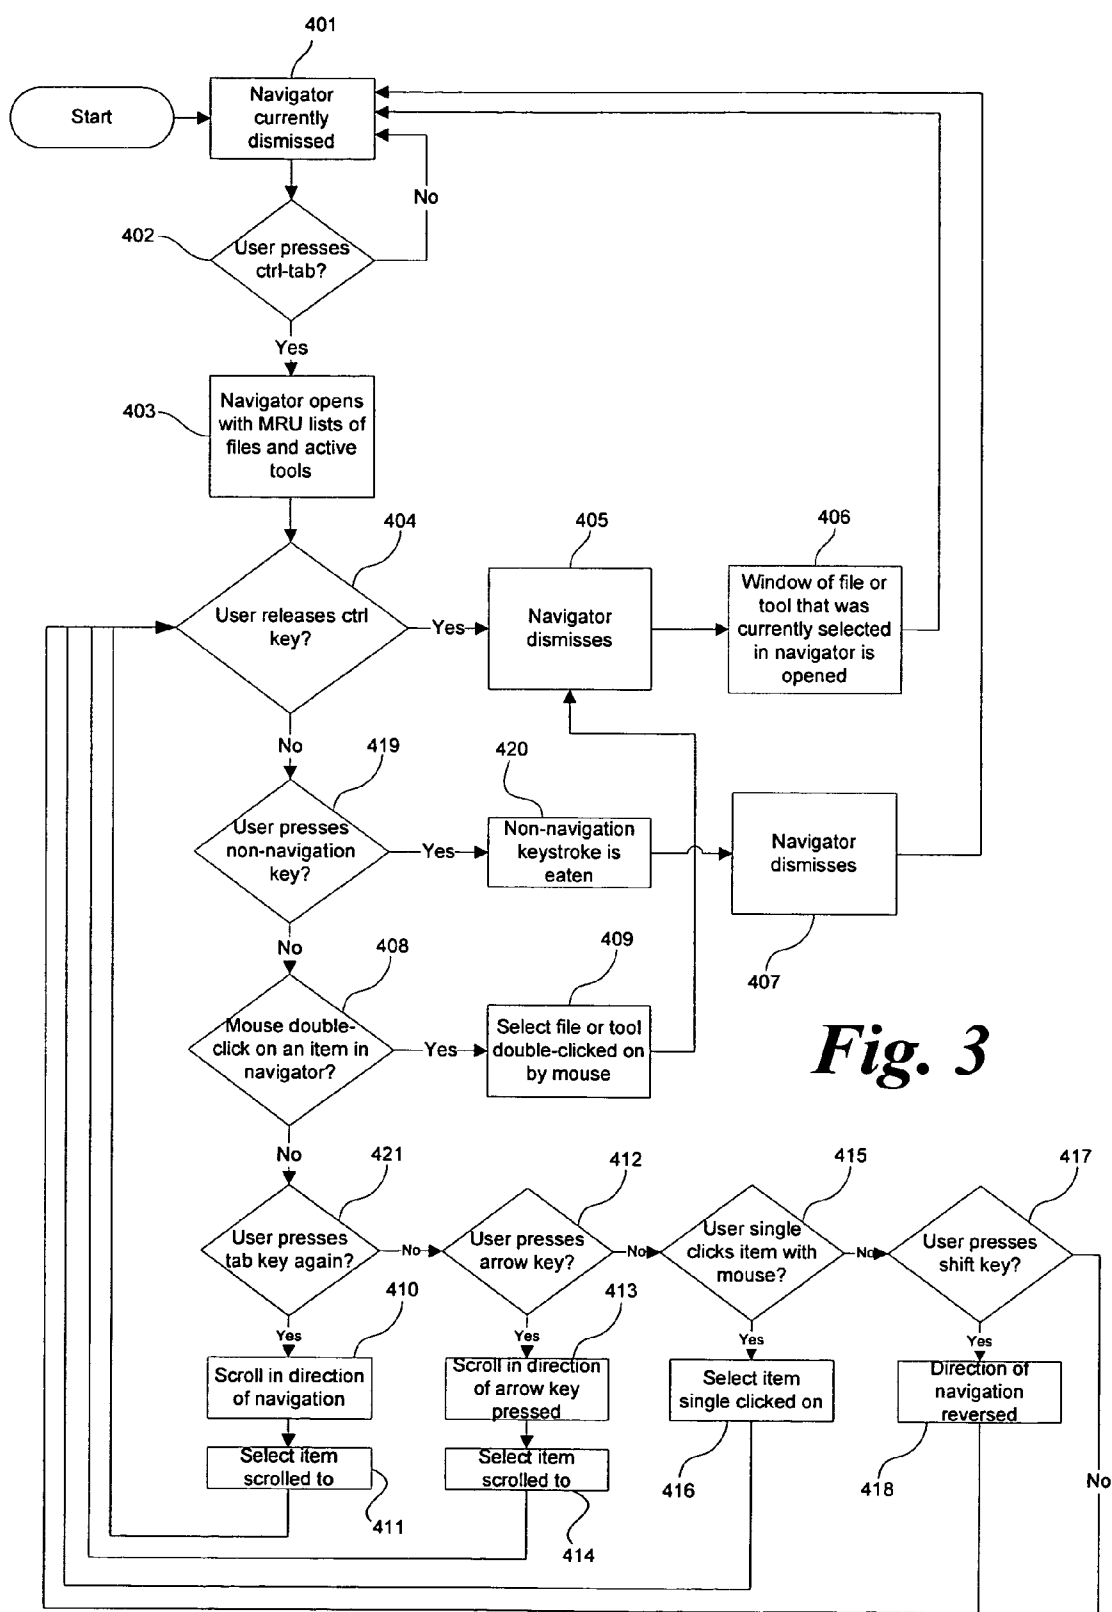 401
Start
Navigator
currently
dismissed
No
402
User presses
ctrl-tab?
Yes
403
Navigator opens
with MRU lists of
files and active
tools
404
405
406
User releases ctrl
key?
Yes
Navigator
dismisses
Window of file or
tool that was
currently selected
in navigator is
opened
No
419
420
User presses
non-navigation
key?
Yes
Non-navigation
keystroke is
eaten
Navigator
dismisses
407
No
408
409
Mouse double-
click on an item in
navigator?
Yes
Select file or tool
double-clicked on
by mouse
Fig. 3
No
421
412
415
417
User presses
tab key again?
No
User presses
arrow key?
No
User single
clicks item with
mouse?
No
User presses
shift key?
410
413
Yes
Yes
Yes
Yes
Scroll in direction
of navigation
Scroll in direction
of arrow key
pressed
Select item
single clicked on
Direction of
navigation
reversed
Select item
scrolled to
Select item
scrolled to
416
418
No
411
414